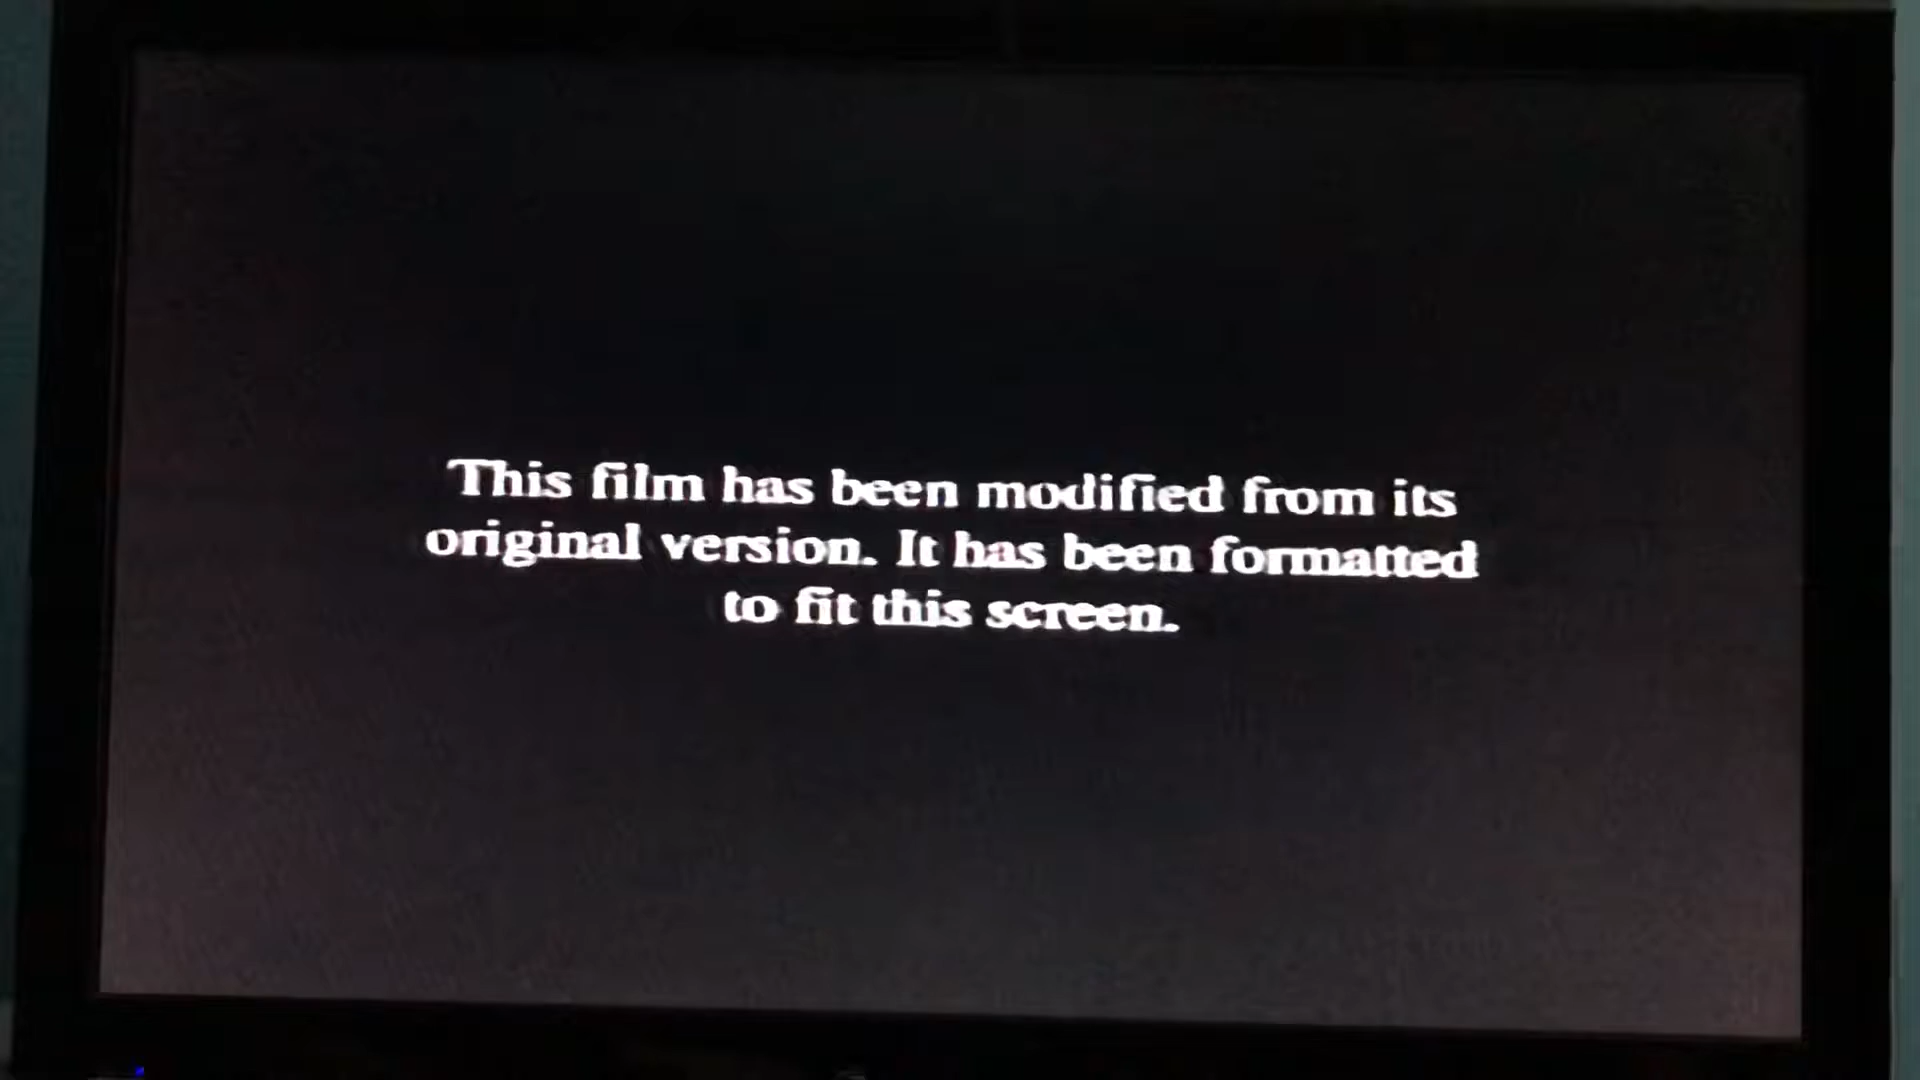 This film has been modified from its
original version. It has been formatted
to fit this screen.